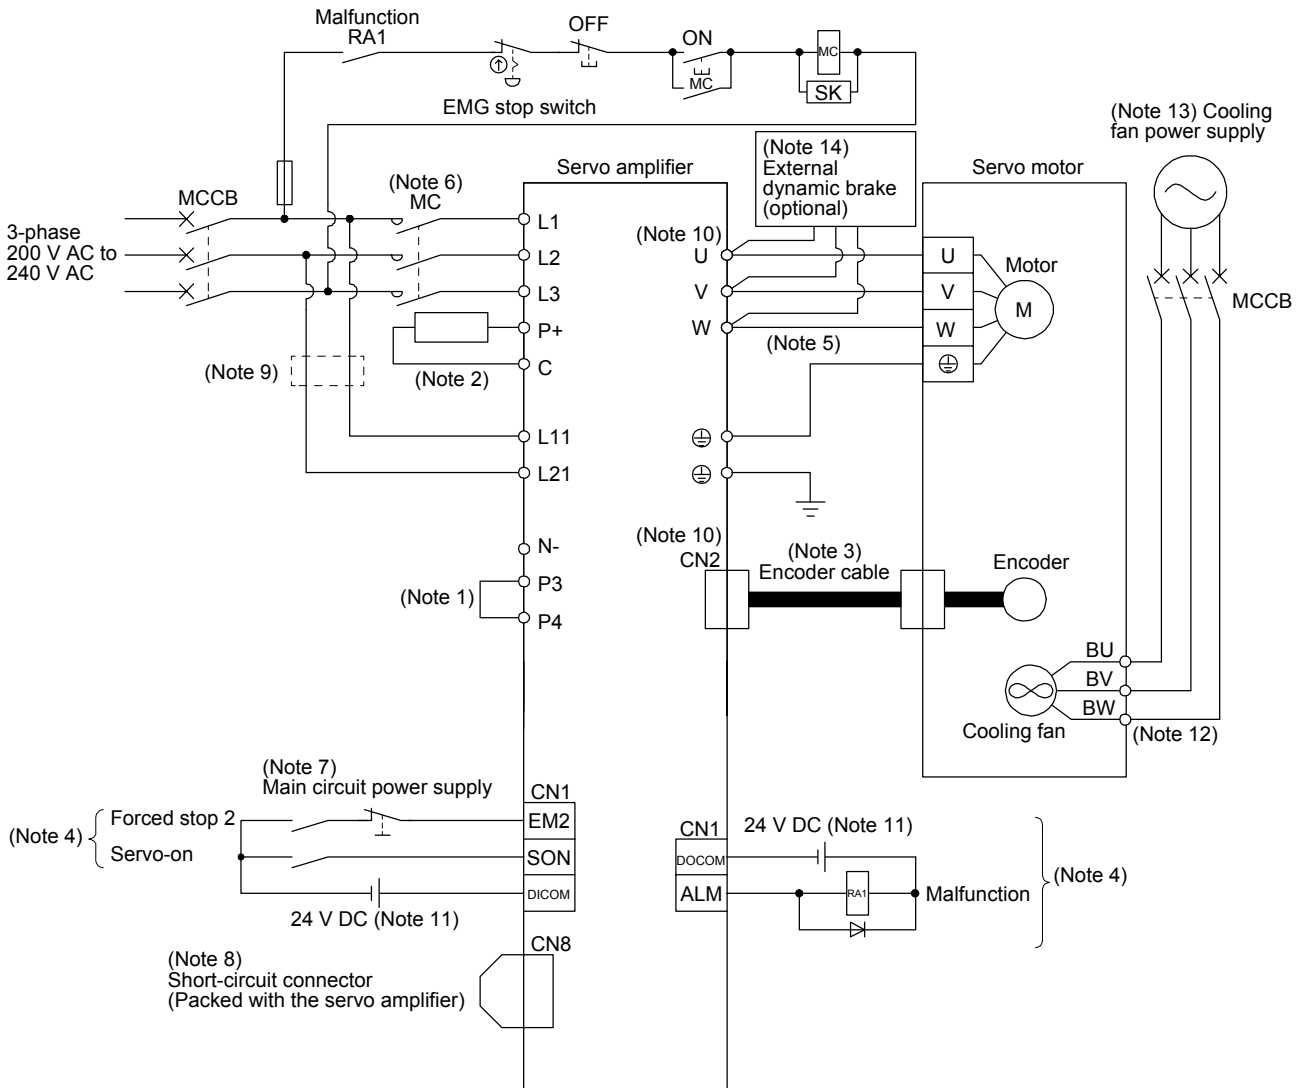 Malfunction
RA1
OFF
ON
MC
MC
SK
EMG stop switch
(Note 13) Cooling
fan power supply
(Note 14)
External
dynamic brake
(optional)
Servo amplifier
Servo motor
MCCB
(Note 6)
MC
3-phase
200 V AC to
240 V AC
L1
L2
L3
P+
C
(Note 9)
(Note 2)
L11
L21
(Note 10)
U
V
W
(Note 5)
U
V
W
Motor
M
MCCB
N-
P3
P4
(Note 1)
(Note 10)
CN2
(Note 3)
Encoder cable
Encoder
BU
BV
BW
Cooling fan
(Note 12)
(Note 7)
Main circuit power supply
CN1
(Note 4)
Forced stop 2
EM2
Servo-on
SON
DICOM
24 V DC (Note 11)
CN1
24 V DC (Note 11)
DOCOM
ALM
RA1
Malfunction
(Note 4)
CN8
(Note 8)
Short-circuit connector
(Packed with the servo amplifier)